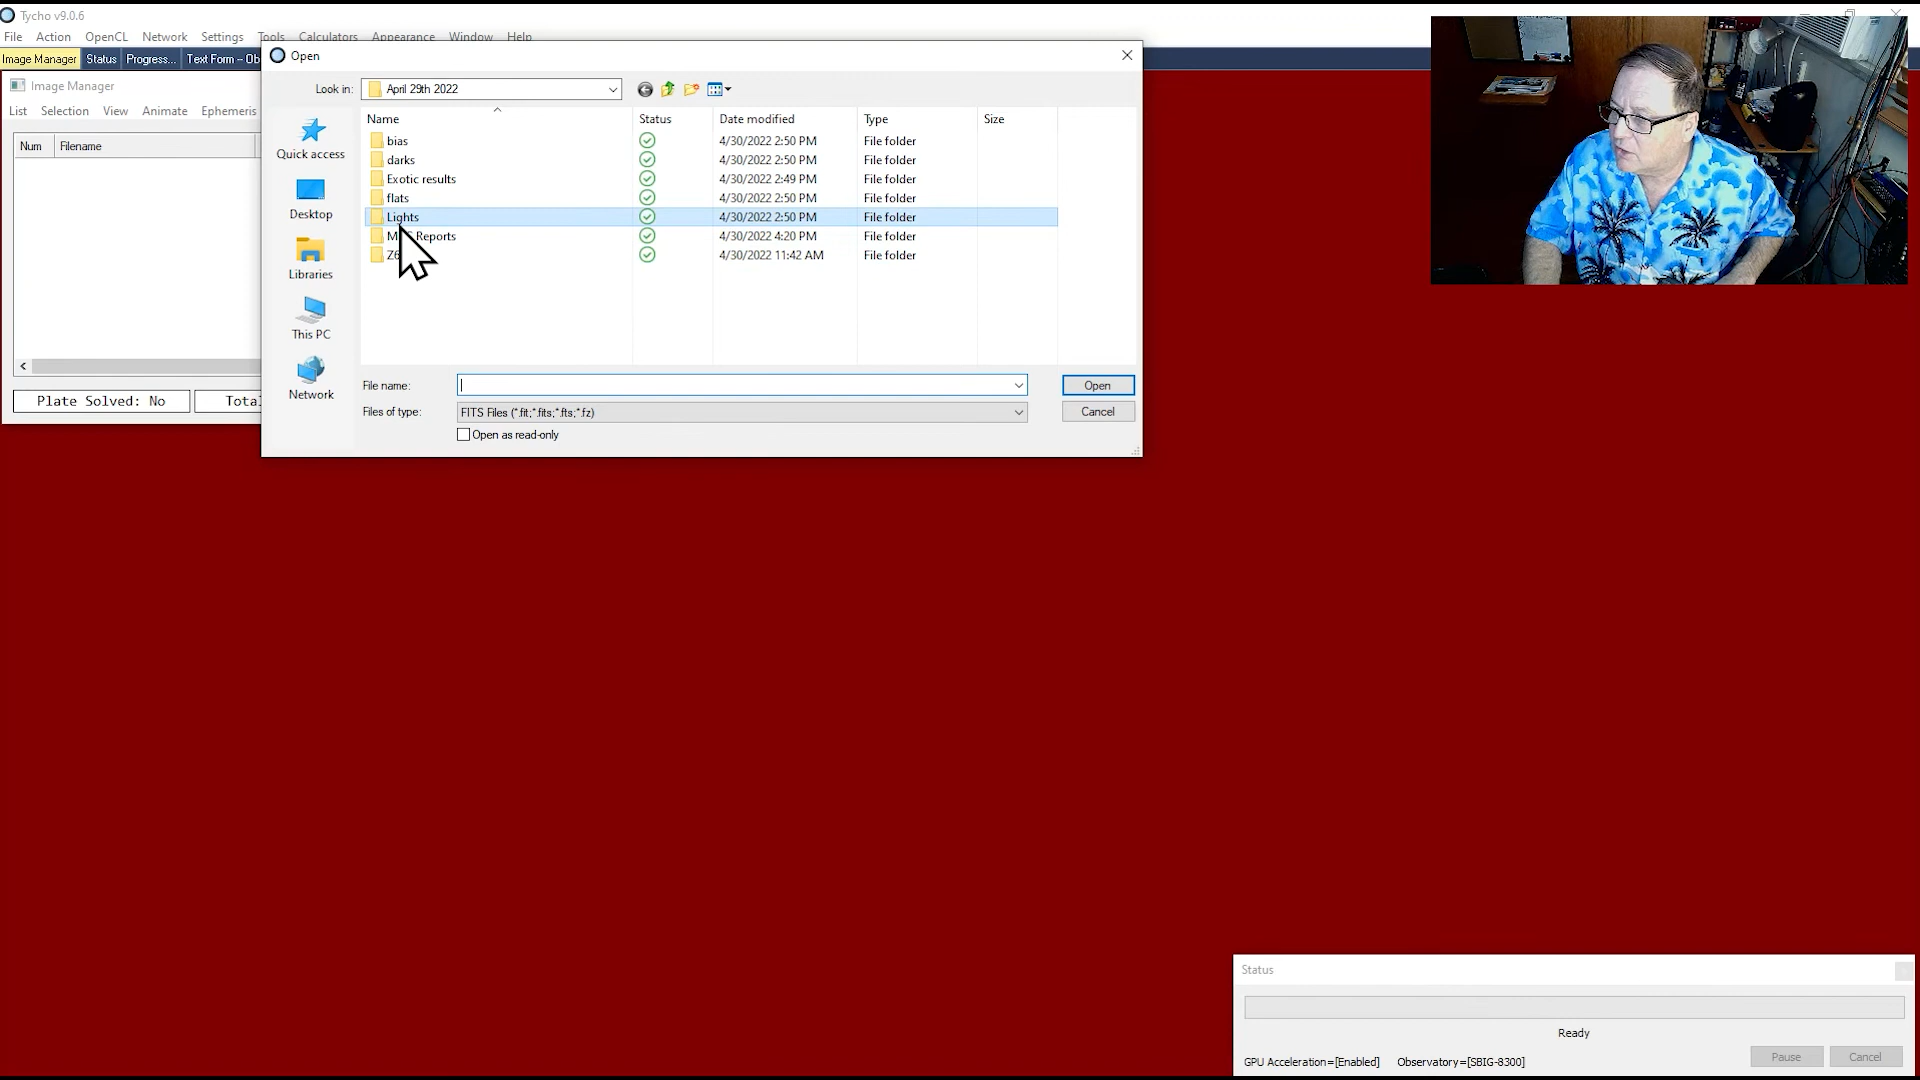 Tycho v9.0.6
File Action OpenCL Network Settings Tools Calculators Appearance Window Help
Image Manager Status Progress... Text Form -- Ob
Image Manager
List Selection View Animate Ephemeris
Num Filename
Plate Solved: No Total
Open
Look in: April 29th 2022
Name Status Date modified Type Size
bias 4/30/2022 2:50 PM File folder
darks 4/30/2022 2:50 PM File folder
Exotic results 4/30/2022 2:49 PM File folder
flats 4/30/2022 2:50 PM File folder
Lights 4/30/2022 2:50 PM File folder
Reports 4/30/2022 4:20 PM File folder
4/30/2022 11:42 AM File folder
Quick access
Desktop
Libraries
This PC
Network
File name: Open
Files of type: FITS Files (*.fit;*.fits;*.fts;*.fz) Cancel
Open as read-only
Status
Ready
GPU Acceleration=[Enabled] Observatory=[SBIG-8300] Pause Cancel